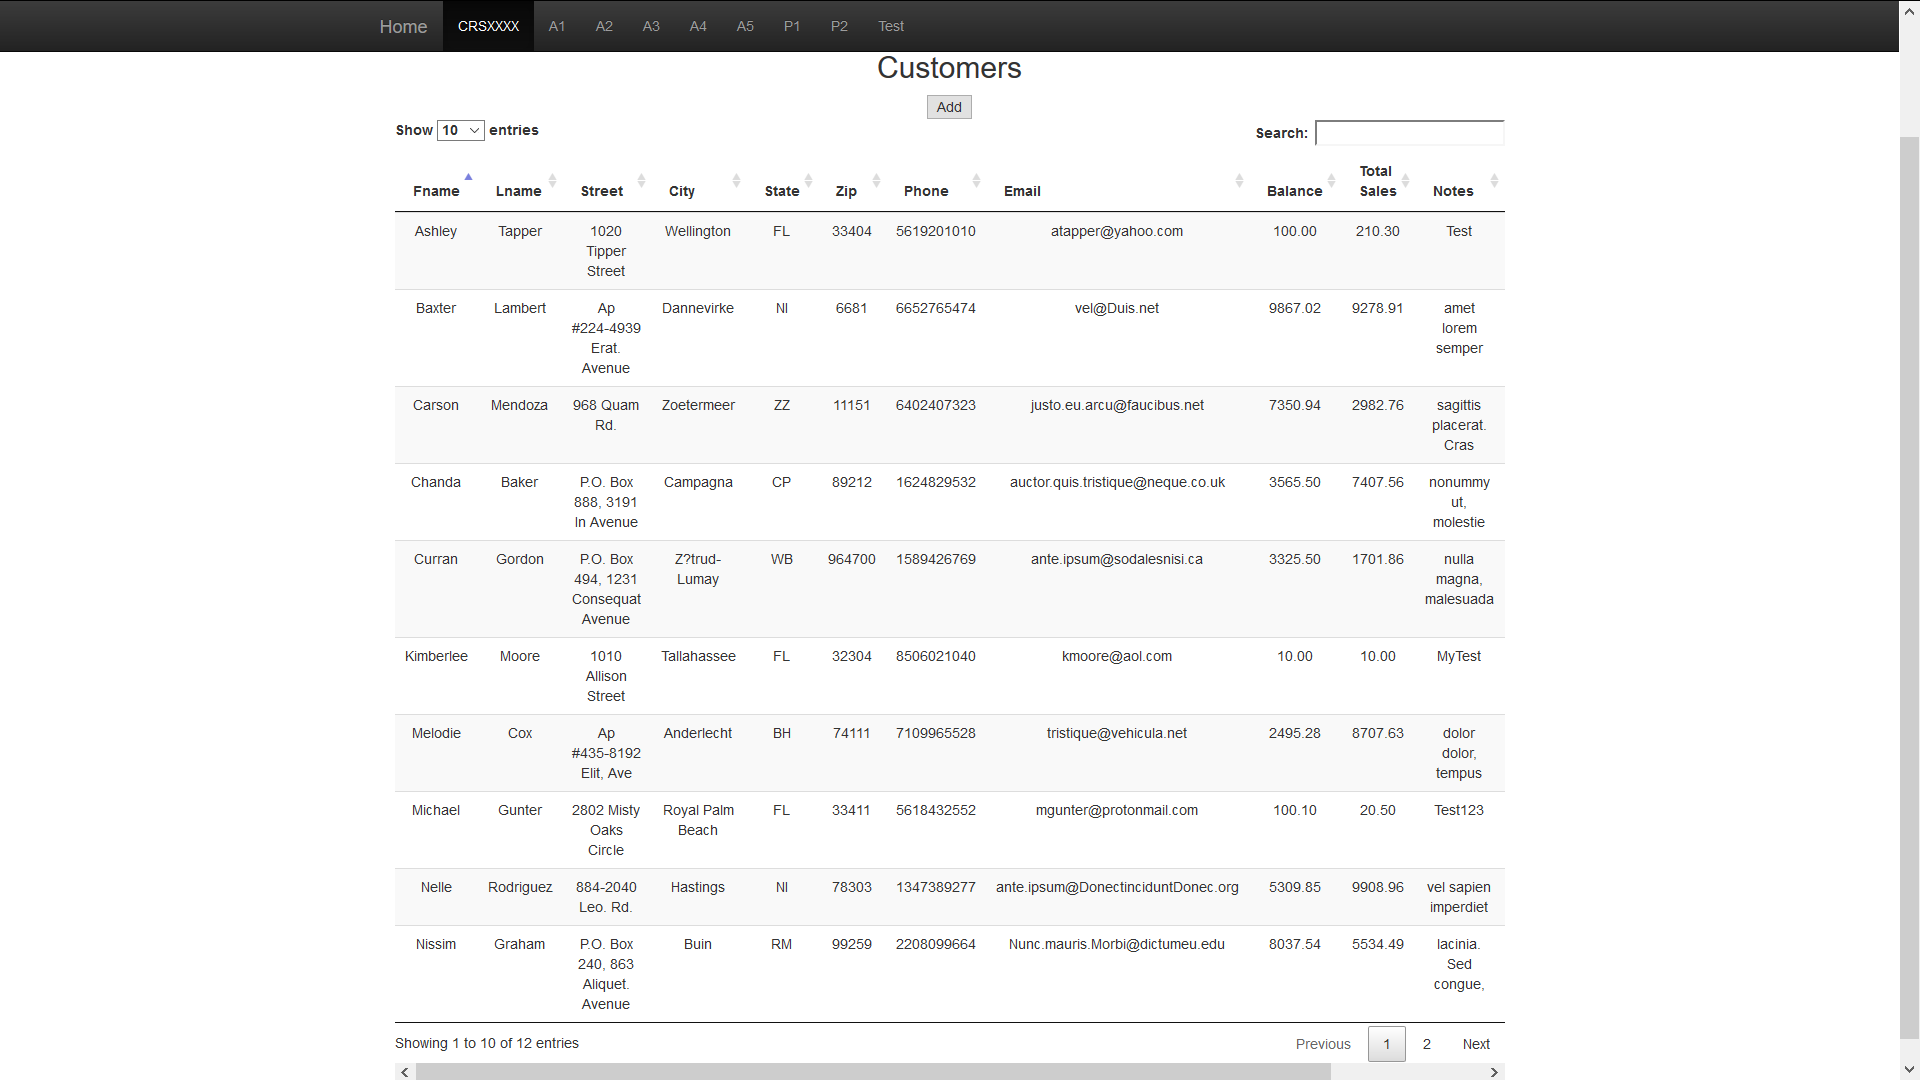 Home CRSXXXX A1 A2 A3 A4 A5 P1 P2 Test
Customers
Add
Show 10 entries Search:
Fname Lname Street City State Zip Phone Email Balance Total Sales Notes
Ashley Tapper 1020 Tipper Street Wellington FL 33404 5619201010 atapper@yahoo.com 100.00 210.30 Test
Baxter Lambert Ap #224-4939 Erat. Avenue Dannevirke NI 6681 6652765474 vel@Duis.net 9867.02 9278.91 amet lorem semper
Carson Mendoza 968 Quam Rd. Zoetermeer ZZ 11151 6402407323 justo.eu.arcu@faucibus.net 7350.94 2982.76 sagittis placerat. Cras
Chanda Baker P.O. Box 888, 3191 In Avenue Campagna CP 89212 1624829532 auctor.quis.tristique@neque.co.uk 3565.50 7407.56 nonummy ut, molestie
Curran Gordon P.O. Box 494, 1231 Consequat Avenue Z?trud-Lumay WB 964700 1589426769 ante.ipsum@sodalesnisi.ca 3325.50 1701.86 nulla magna, malesuada
Kimberlee Moore 1010 Allison Street Tallahassee FL 32304 8506021040 kmoore@aol.com 10.00 10.00 MyTest
Melodie Cox Ap #435-8192 Elit, Ave Anderlecht BH 74111 7109965528 tristique@vehicula.net 2495.28 8707.63 dolor dolor, tempus
Michael Gunter 2802 Misty Oaks Circle Royal Palm Beach FL 33411 5618432552 mgunter@protonmail.com 100.10 20.50 Test123
Nelle Rodriguez 884-2040 Leo. Rd. Hastings NI 78303 1347389277 ante.ipsum@DonectinciduntDonec.org 5309.85 9908.96 vel sapien imperdiet
Nissim Graham P.O. Box 240, 863 Aliquet. Avenue Buin RM 99259 2208099664 Nunc.mauris.Morbi@dictumeu.edu 8037.54 5534.49 lacinia. Sed congue,
Showing 1 to 10 of 12 entries Previous 1 2 Next